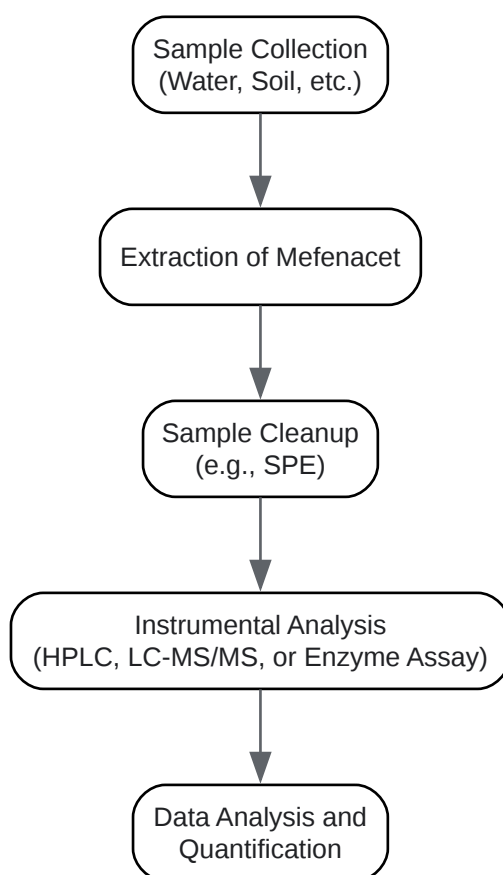 Sample Collection
(Water, Soil, etc.)
Extraction of Mefenacet
Sample Cleanup
(e.g., SPE)
Instrumental Analysis
(HPLC, LC-MS/MS, or Enzyme Assay)
Data Analysis and
Quantification